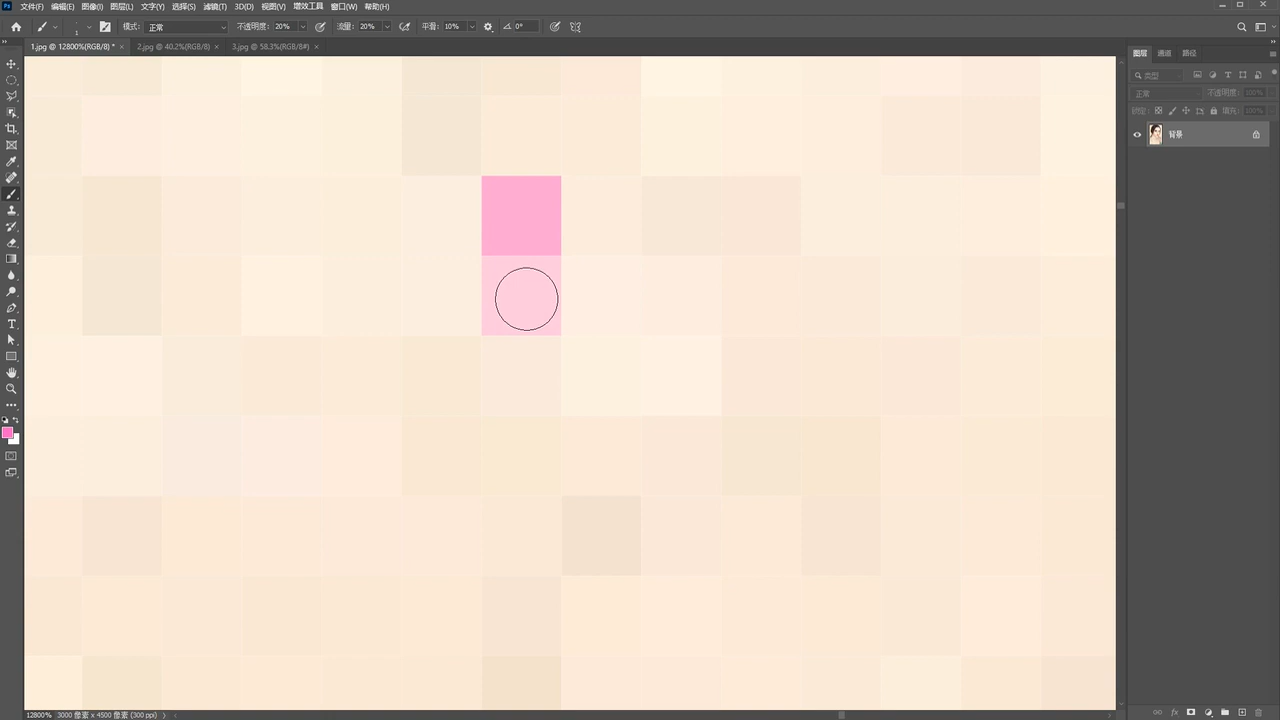 Ps 文件(F) 编辑(E) 图像(I) 图层(L) 文字(Y) 选择(S) 滤镜(T) 3D(D) 视图(V) 增效工具 窗口(W) 帮助(H)
1 模式: 正常 不透明度: 20% 流量: 20% 平滑: 10% 0°
1.jpg @ 12800%(RGB/8) * × 2.jpg @ 40.2%(RGB/8) × 3.jpg @ 58.3%(RGB/8#) ×
图层 通道 路径
类型
正常 不透明度: 100%
锁定: 填充: 100%
背景
12800% 3000 像素 x 4500 像素 (300 ppi)